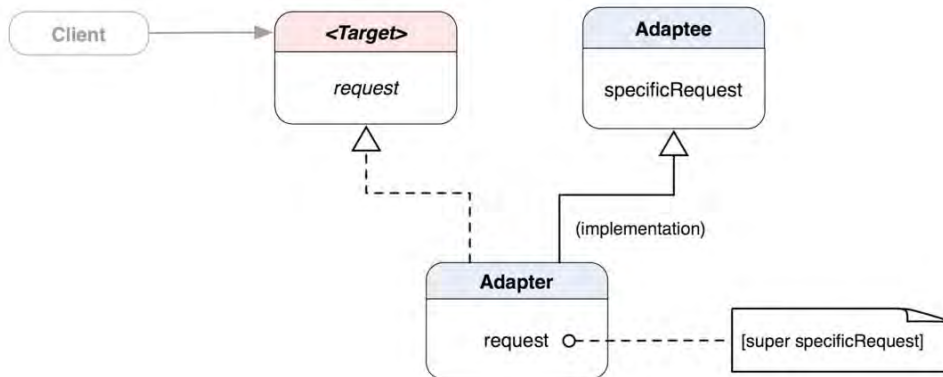 Client
<Target>
request
Adaptee
specificRequest
(implementation)
Adapter
request
[super specificRequest]